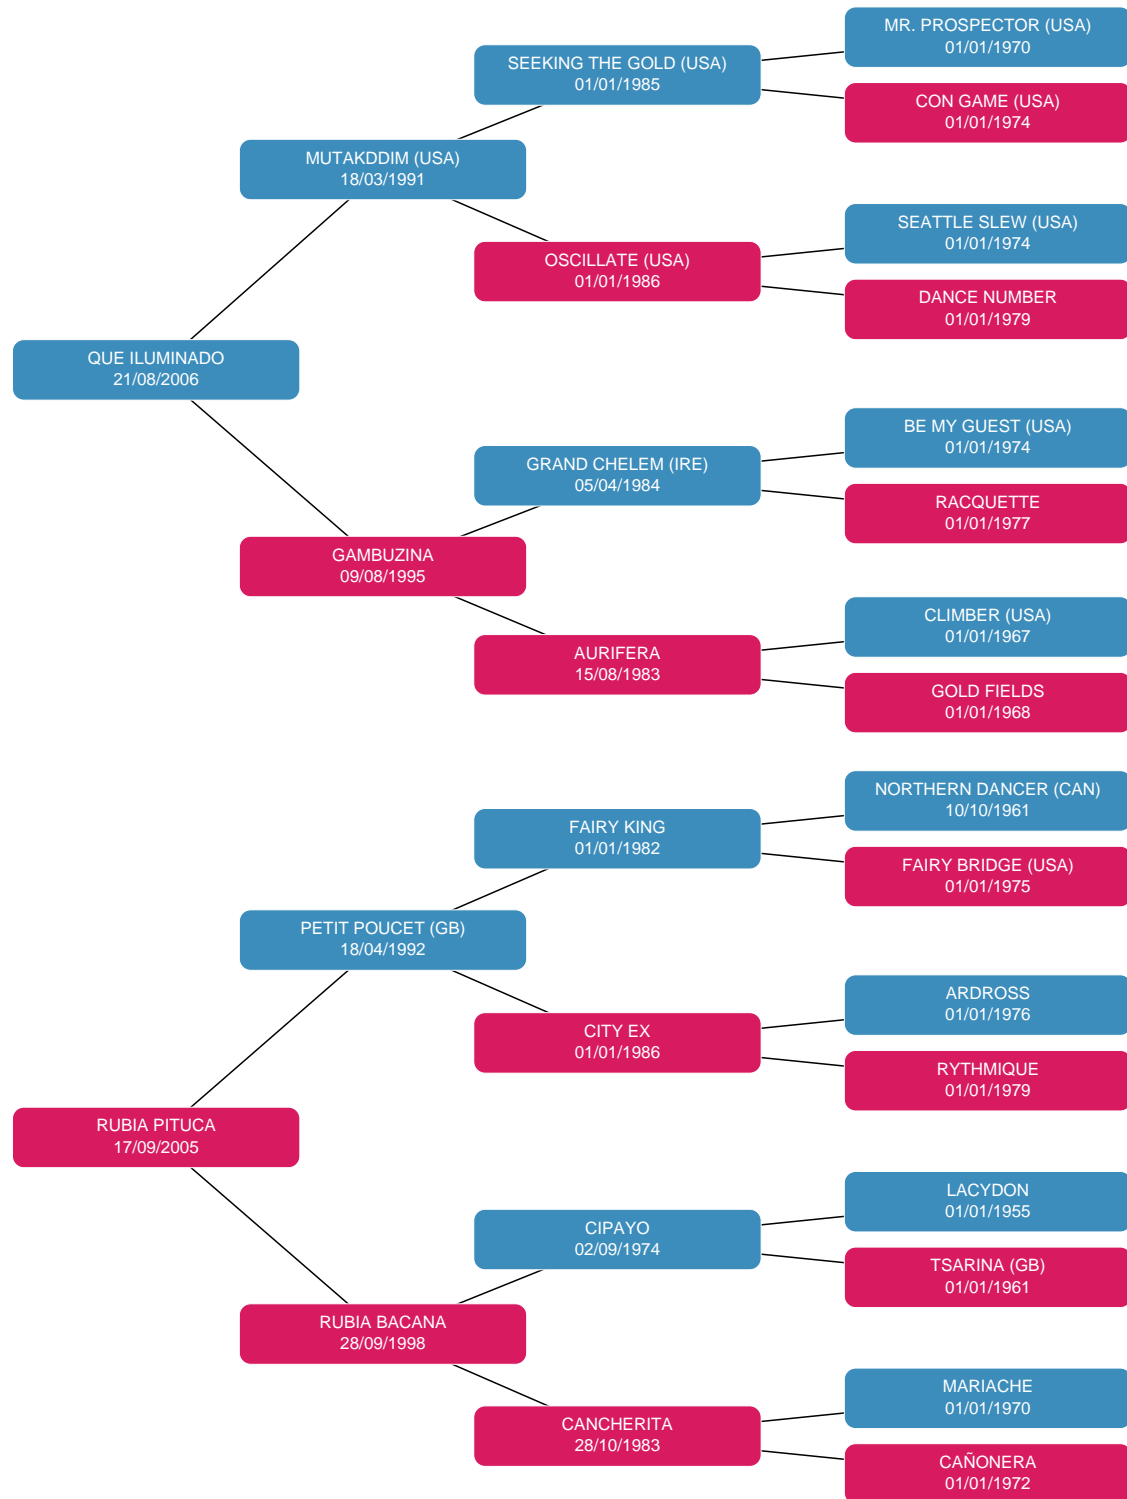 MR. PROSPECTOR (USA)
01/01/1970
SEEKING THE GOLD (USA)
01/01/1985
CON GAME (USA)
01/01/1974
MUTAKDDIM (USA)
18/03/1991
SEATTLE SLEW (USA)
01/01/1974
OSCILLATE (USA)
01/01/1986
DANCE NUMBER
01/01/1979
QUE ILUMINADO
21/08/2006
BE MY GUEST (USA)
01/01/1974
GRAND CHELEM (IRE)
05/04/1984
RACQUETTE
01/01/1977
GAMBUZINA
09/08/1995
CLIMBER (USA)
01/01/1967
AURIFERA
15/08/1983
GOLD FIELDS
01/01/1968
NORTHERN DANCER (CAN)
10/10/1961
FAIRY KING
01/01/1982
FAIRY BRIDGE (USA)
01/01/1975
PETIT POUCET (GB)
18/04/1992
ARDROSS
01/01/1976
CITY EX
01/01/1986
RYTHMIQUE
01/01/1979
RUBIA PITUCA
17/09/2005
LACYDON
01/01/1955
CIPAYO
02/09/1974
TSARINA (GB)
01/01/1961
RUBIA BACANA
28/09/1998
MARIACHE
01/01/1970
CANCHERITA
28/10/1983
CAÑONERA
01/01/1972